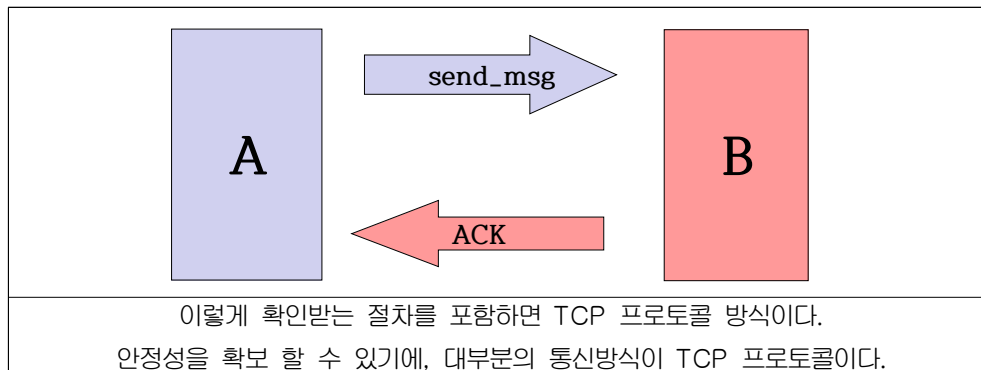 A
send_msg
B
ACK
이렇게 확인받는 절차를 포함하면 TCP 프로토콜 방식이다.
안정성을 확보 할 수 있기에, 대부분의 통신방식이 TCP 프로토콜이다.